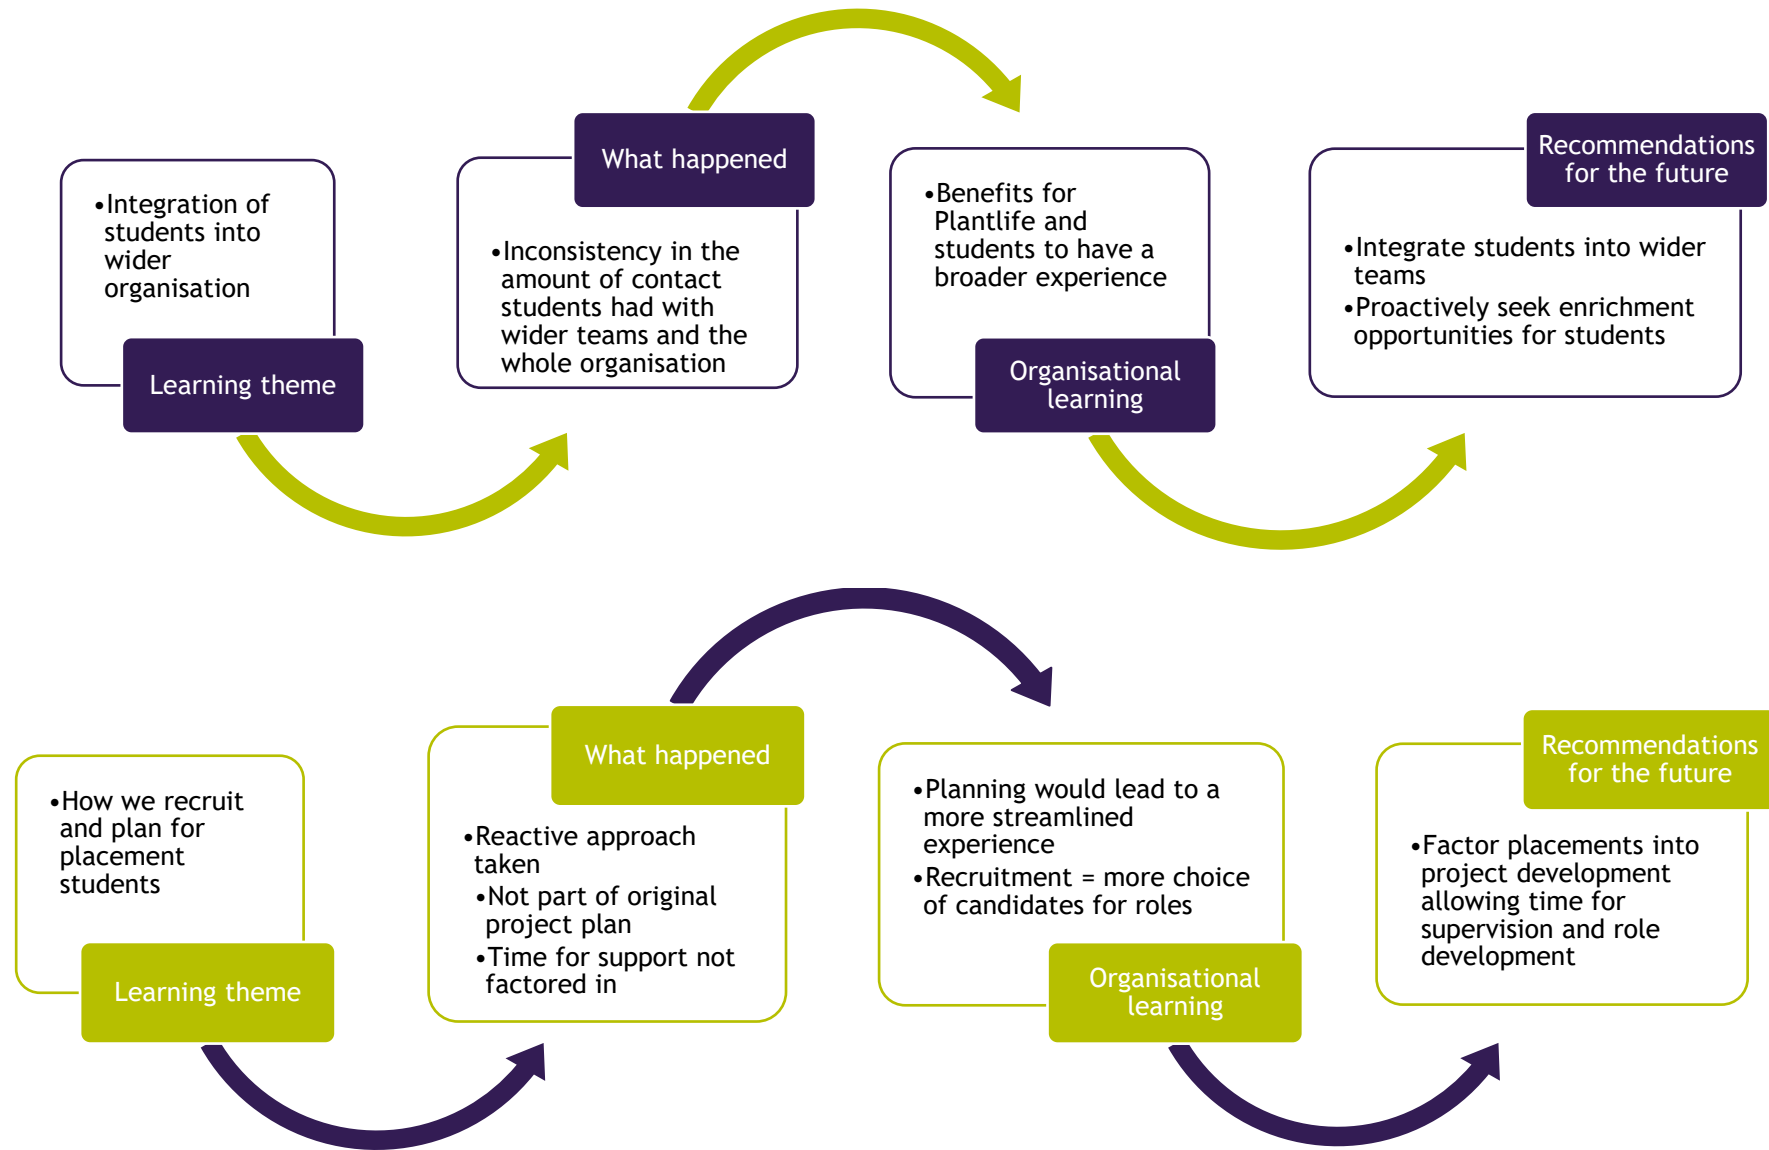 •Integration of
students into
wider
organisation
Learning theme
What happened
•Inconsistency in the
amount of contact
students had with
wider teams and the
whole organisation
•Benefits for
Plantlife and
students to have a
broader experience
Organisational
learning
Recommendations
for the future
•Integrate students into wider
teams
•Proactively seek enrichment
opportunities for students
•How we recruit
and plan for
placement
students
Learning theme
What happened
•Reactive approach
taken
•Not part of original
project plan
•Time for support not
factored in
•Planning would lead to a
more streamlined
experience
•Recruitment = more choice
of candidates for roles
Organisational
learning
Recommendations
for the future
•Factor placements into
project development
allowing time for
supervision and role
development